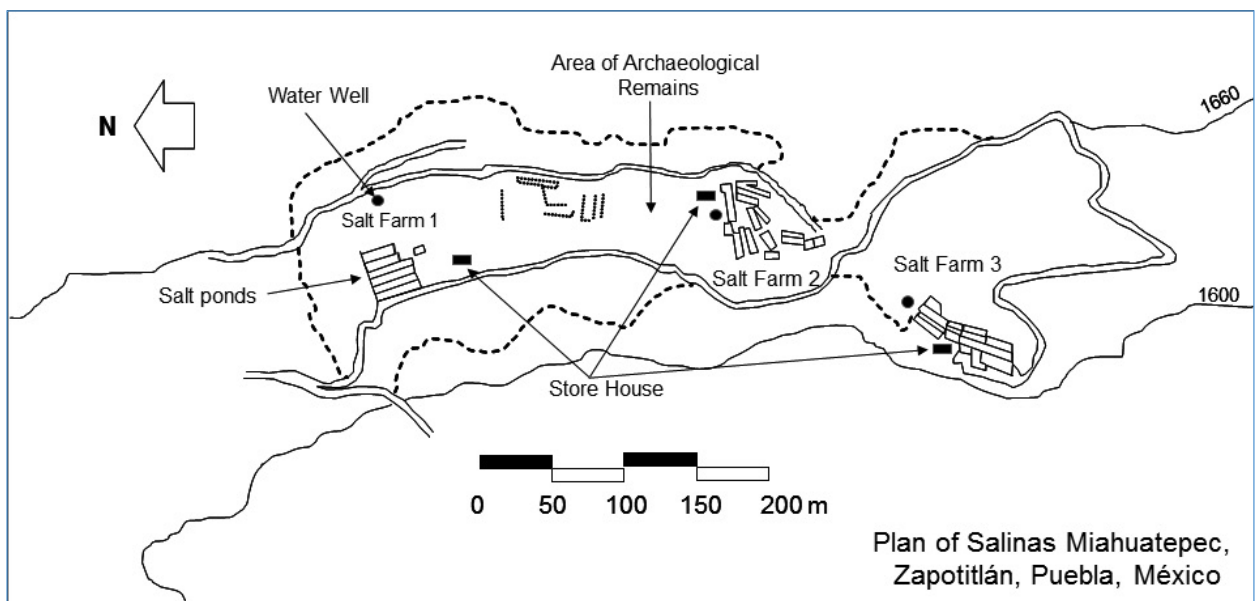 Area of Archaeological
Remains
Water Well
1660
N
Salt Farm 1
Salt Farm 2
Salt Farm 3
Salt ponds
1600
Store House
0 50 100 150 200 m
Plan of Salinas Miahuatepec,
Zapotitlán, Puebla, México